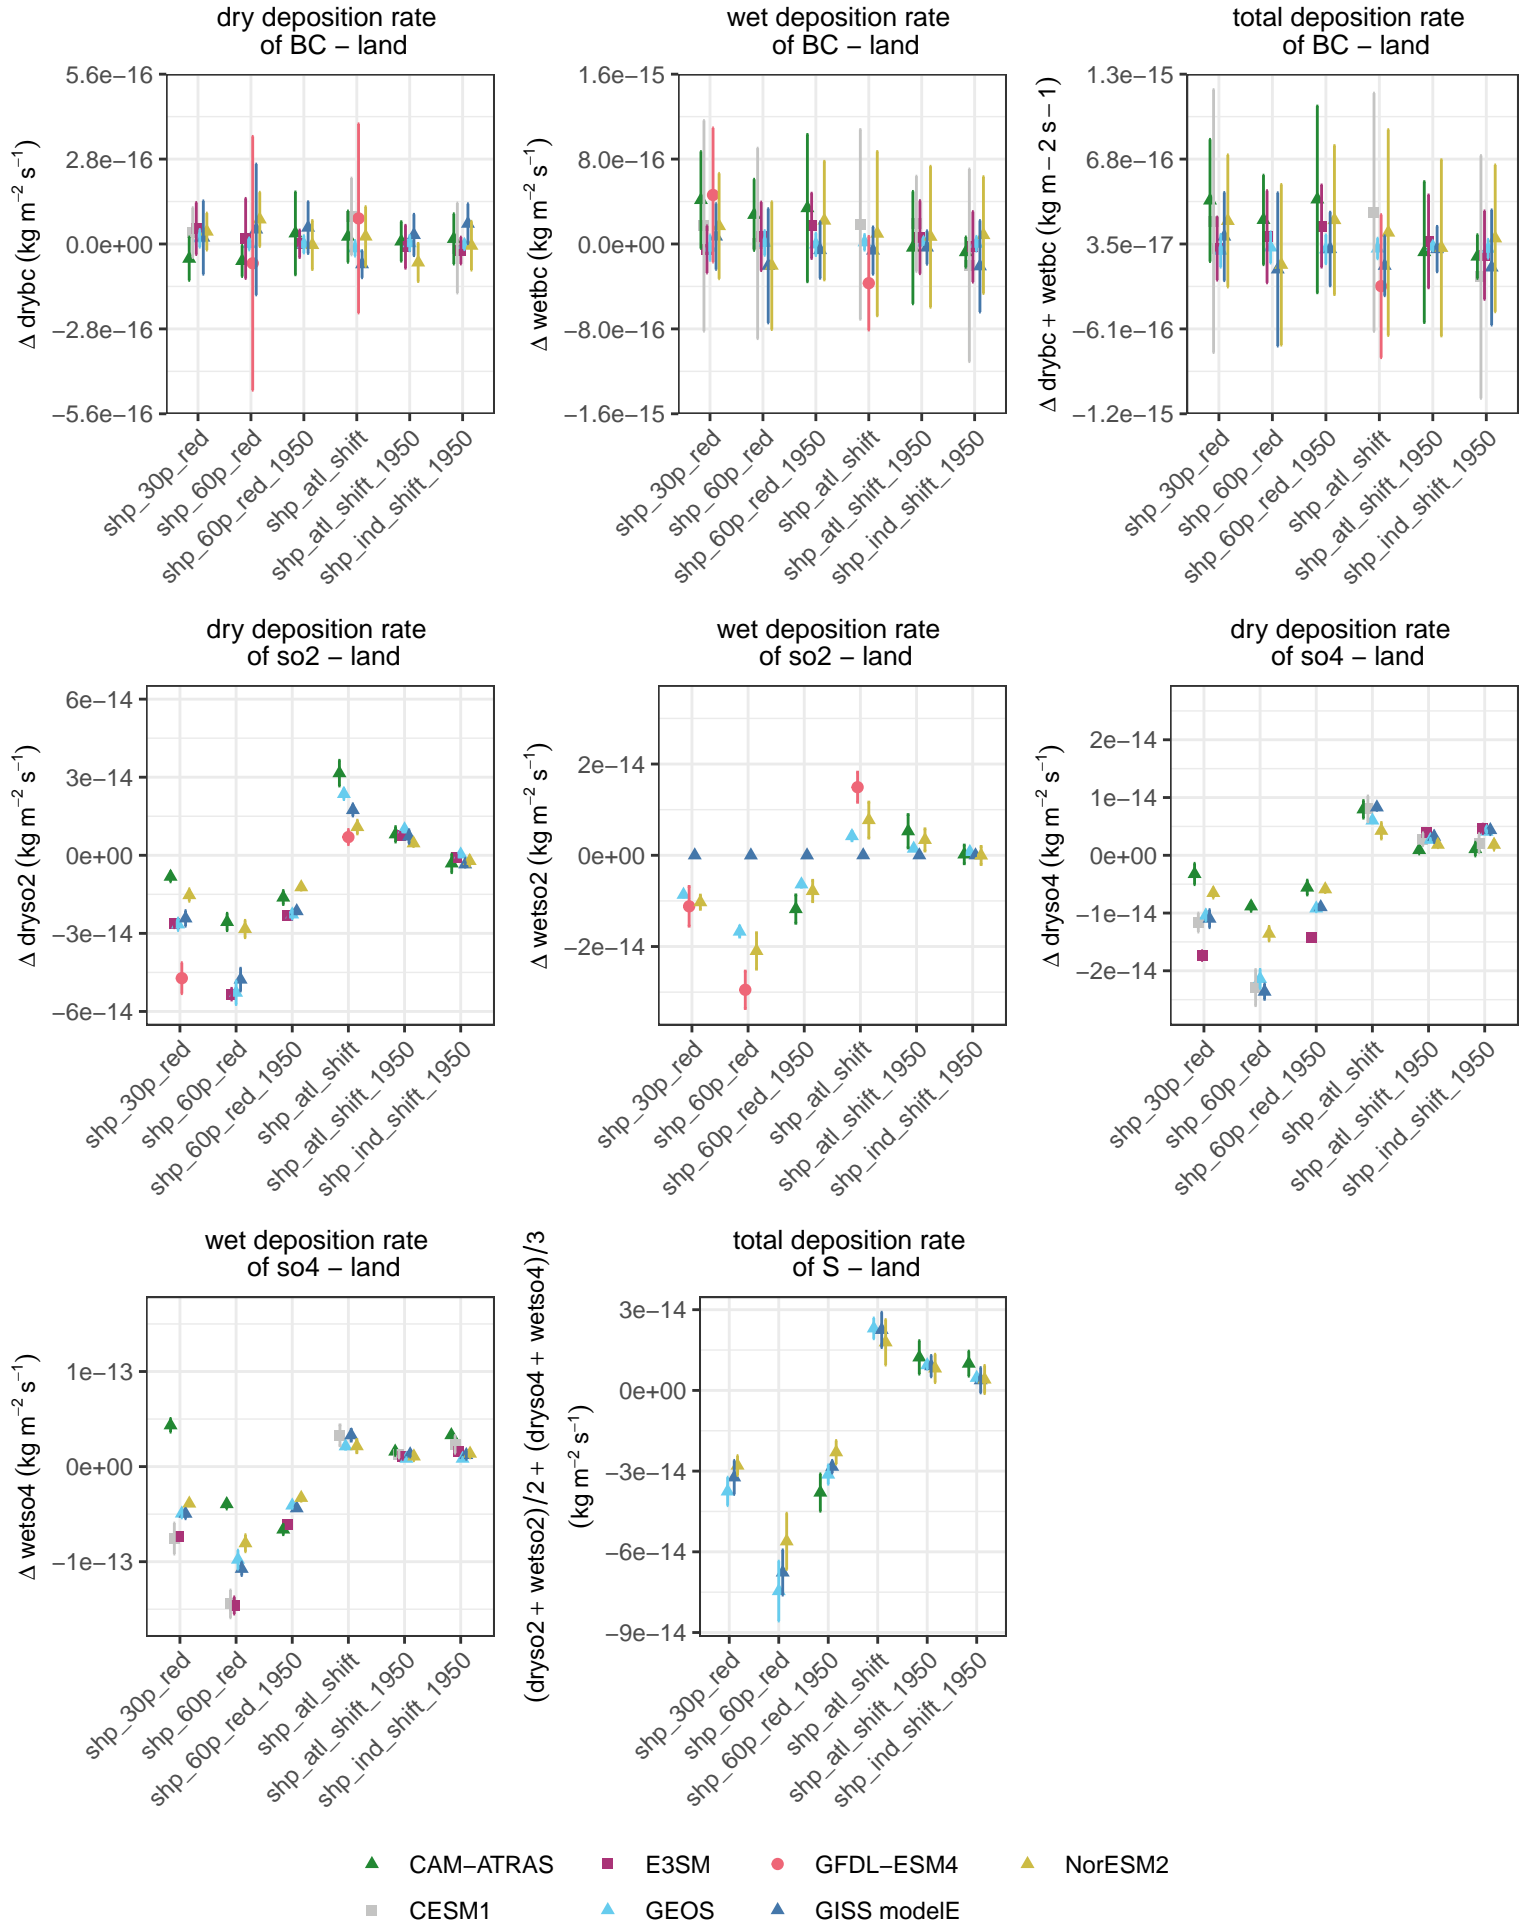 dry deposition rate
of BC − land
wet deposition rate
of BC − land
total deposition rate
of BC − land
Δ drybc (kg m−2 s−1)
5.6e−16
2.8e−16
0.0e+00
−2.8e−16
−5.6e−16
shp_30p_red
shp_60p_red
shp_60p_red_1950
shp_atl_shift
shp_atl_shift_1950
shp_ind_shift_1950
Δ wetbc (kg m−2 s−1)
1.6e−15
8.0e−16
0.0e+00
−8.0e−16
−1.6e−15
shp_30p_red
shp_60p_red
shp_60p_red_1950
shp_atl_shift
shp_atl_shift_1950
shp_ind_shift_1950
Δ drybc + wetbc (kg m − 2 s − 1)
1.3e−15
6.8e−16
3.5e−17
−6.1e−16
−1.2e−15
shp_30p_red
shp_60p_red
shp_60p_red_1950
shp_atl_shift
shp_atl_shift_1950
shp_ind_shift_1950
dry deposition rate
of so2 − land
wet deposition rate
of so2 − land
dry deposition rate
of so4 − land
Δ dryso2 (kg m−2 s−1)
6e−14
3e−14
0e+00
−3e−14
−6e−14
shp_30p_red
shp_60p_red
shp_60p_red_1950
shp_atl_shift
shp_atl_shift_1950
shp_ind_shift_1950
Δ wetso2 (kg m−2 s−1)
2e−14
0e+00
−2e−14
shp_30p_red
shp_60p_red
shp_60p_red_1950
shp_atl_shift
shp_atl_shift_1950
shp_ind_shift_1950
Δ dryso4 (kg m−2 s−1)
2e−14
1e−14
0e+00
−1e−14
−2e−14
shp_30p_red
shp_60p_red
shp_60p_red_1950
shp_atl_shift
shp_atl_shift_1950
shp_ind_shift_1950
wet deposition rate
of so4 − land
total deposition rate
of S − land
Δ wetso4 (kg m−2 s−1)
1e−13
0e+00
−1e−13
shp_30p_red
shp_60p_red
shp_60p_red_1950
shp_atl_shift
shp_atl_shift_1950
shp_ind_shift_1950
(dryso2 + wetso2)/2 + (dryso4 + wetso4)/3
(kg m−2 s−1)
3e−14
0e+00
−3e−14
−6e−14
−9e−14
shp_30p_red
shp_60p_red
shp_60p_red_1950
shp_atl_shift
shp_atl_shift_1950
shp_ind_shift_1950
CAM−ATRAS
E3SM
GFDL−ESM4
NorESM2
CESM1
GEOS
GISS modelE